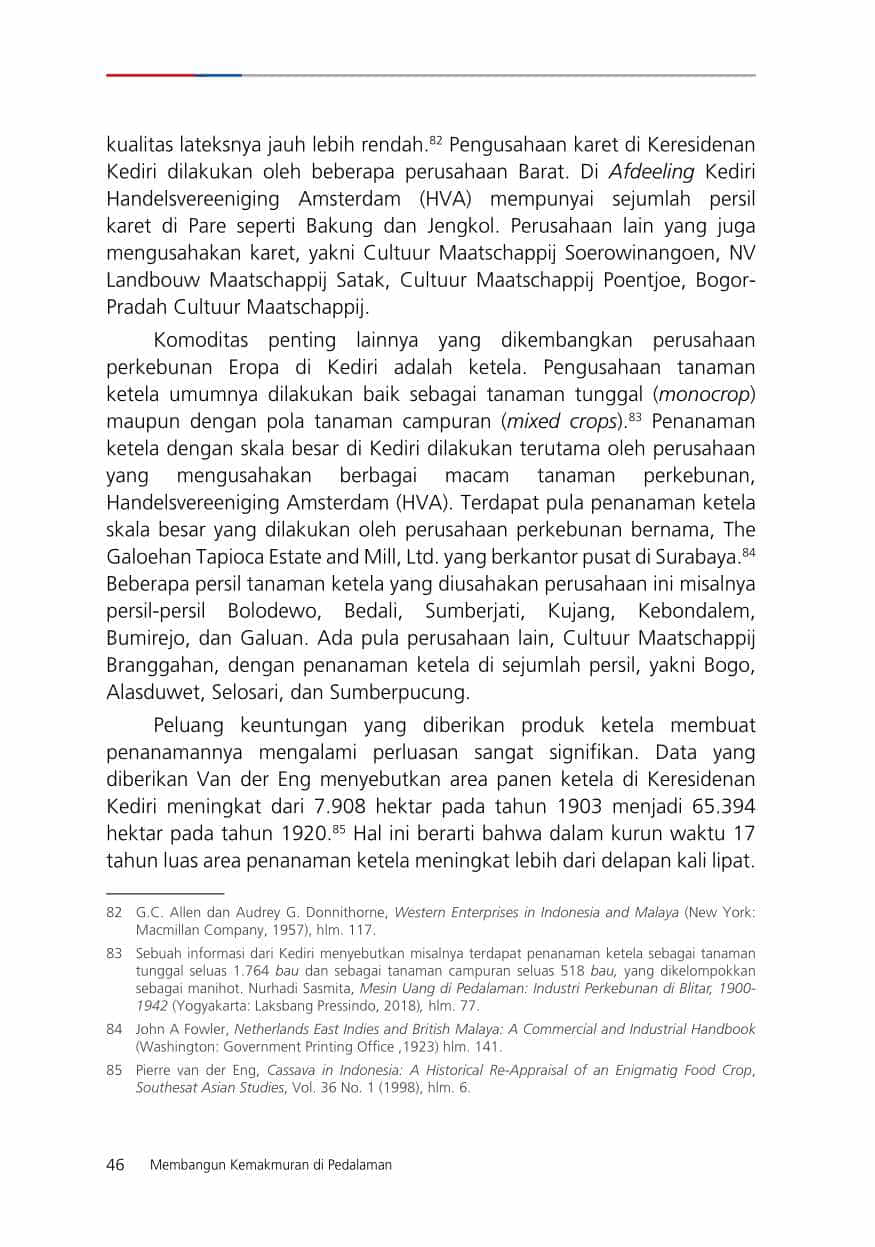 kualitas lateksnya jauh lebih rendah.82 Pengusahaan karet di Keresidenan
Kediri dilakukan oleh beberapa perusahaan Barat. Di Afdeeling Kediri
Handelsvereeniging Amsterdam (HVA) mempunyai sejumlah persil
karet di Pare seperti Bakung dan Jengkol. Perusahaan lain yang juga
mengusahakan karet, yakni Cultuur Maatschappij Soerowinangoen, NV
Landbouw Maatschappij Satak, Cultuur Maatschappij Poentjoe, Bogor-
Pradah Cultuur Maatschappij.
Komoditas penting lainnya yang dikembangkan perusahaan
perkebunan Eropa di Kediri adalah ketela. Pengusahaan tanaman
ketela umumnya dilakukan baik sebagai tanaman tunggal (monocrop)
maupun dengan pola tanaman campuran (mixed crops).83 Penanaman
ketela dengan skala besar di Kediri dilakukan terutama oleh perusahaan
yang mengusahakan berbagai macam tanaman perkebunan,
Handelsvereeniging Amsterdam (HVA). Terdapat pula penanaman ketela
skala besar yang dilakukan oleh perusahaan perkebunan bernama, The
Galoehan Tapioca Estate and Mill, Ltd. yang berkantor pusat di Surabaya.84
Beberapa persil tanaman ketela yang diusahakan perusahaan ini misalnya
persil-persil Bolodewo, Bedali, Sumberjati, Kujang, Kebondalem,
Bumirejo, dan Galuan. Ada pula perusahaan lain, Cultuur Maatschappij
Branggahan, dengan penanaman ketela di sejumlah persil, yakni Bogo,
Alasduwet, Selosari, dan Sumberpucung.
Peluang keuntungan yang diberikan produk ketela membuat
penanamannya mengalami perluasan sangat signifikan. Data yang
diberikan Van der Eng menyebutkan area panen ketela di Keresidenan
Kediri meningkat dari 7.908 hektar pada tahun 1903 menjadi 65.394
hektar pada tahun 1920.85 Hal ini berarti bahwa dalam kurun waktu 17
tahun luas area penanaman ketela meningkat lebih dari delapan kali lipat.
82 G.C. Allen dan Audrey G. Donnithorne, Western Enterprises in Indonesia and Malaya (New York:
Macmillan Company, 1957), hlm. 117.
83 Sebuah informasi dari Kediri menyebutkan misalnya terdapat penanaman ketela sebagai tanaman
tunggal seluas 1.764 bau dan sebagai tanaman campuran seluas 518 bau, yang dikelompokkan
sebagai manihot. Nurhadi Sasmita, Mesin Uang di Pedalaman: Industri Perkebunan di Blitar, 1900-
1942 (Yogyakarta: Laksbang Pressindo, 2018), hlm. 77.
84 John A Fowler, Netherlands East Indies and British Malaya: A Commercial and Industrial Handbook
(Washington: Government Printing Office ,1923) hlm. 141.
85 Pierre van der Eng, Cassava in Indonesia: A Historical Re-Appraisal of an Enigmatig Food Crop,
Southesat Asian Studies, Vol. 36 No. 1 (1998), hlm. 6.
46 Membangun Kemakmuran di Pedalaman